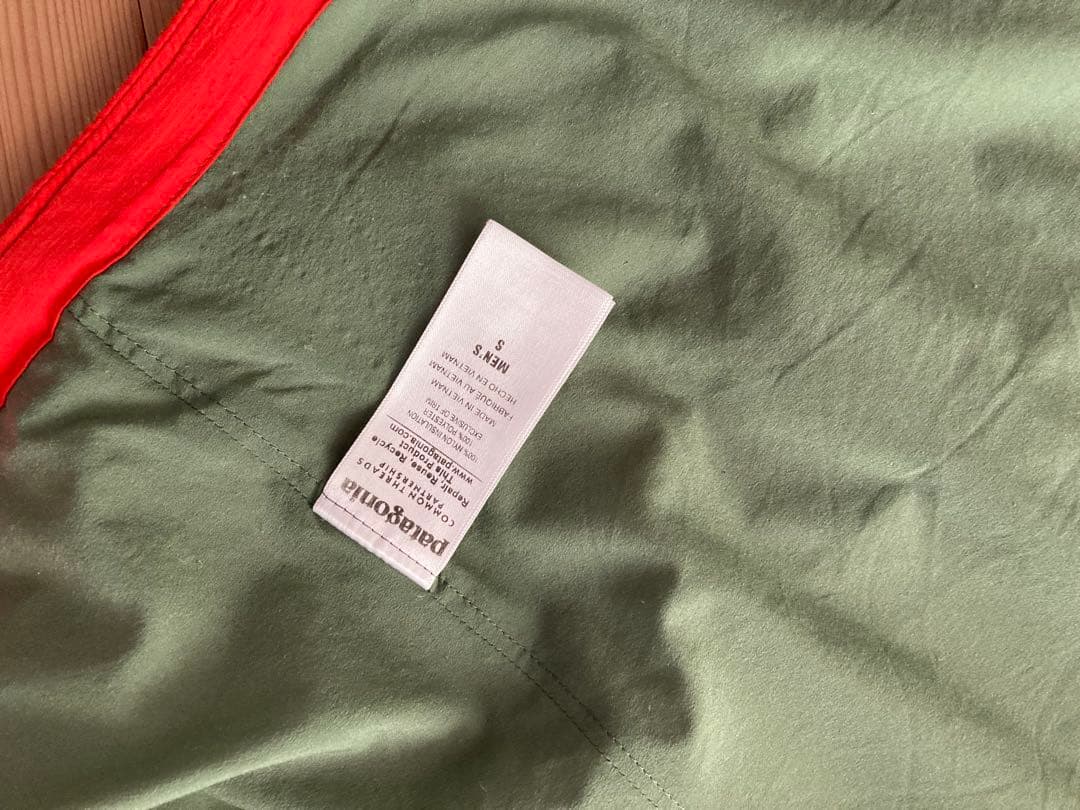 patagonia
COMMON THREADS
PARTNERSHIP
Repair Reuse Recycle
This Product
www.patagonia.com
100% NYLON INSULATION
100% POLYESTER
EXCLUSIVE OF TRIM
MADE IN VIETNAM
FABRIQUÉ AU VIETNAM
HECHO EN VIETNAM
MEN'S
S